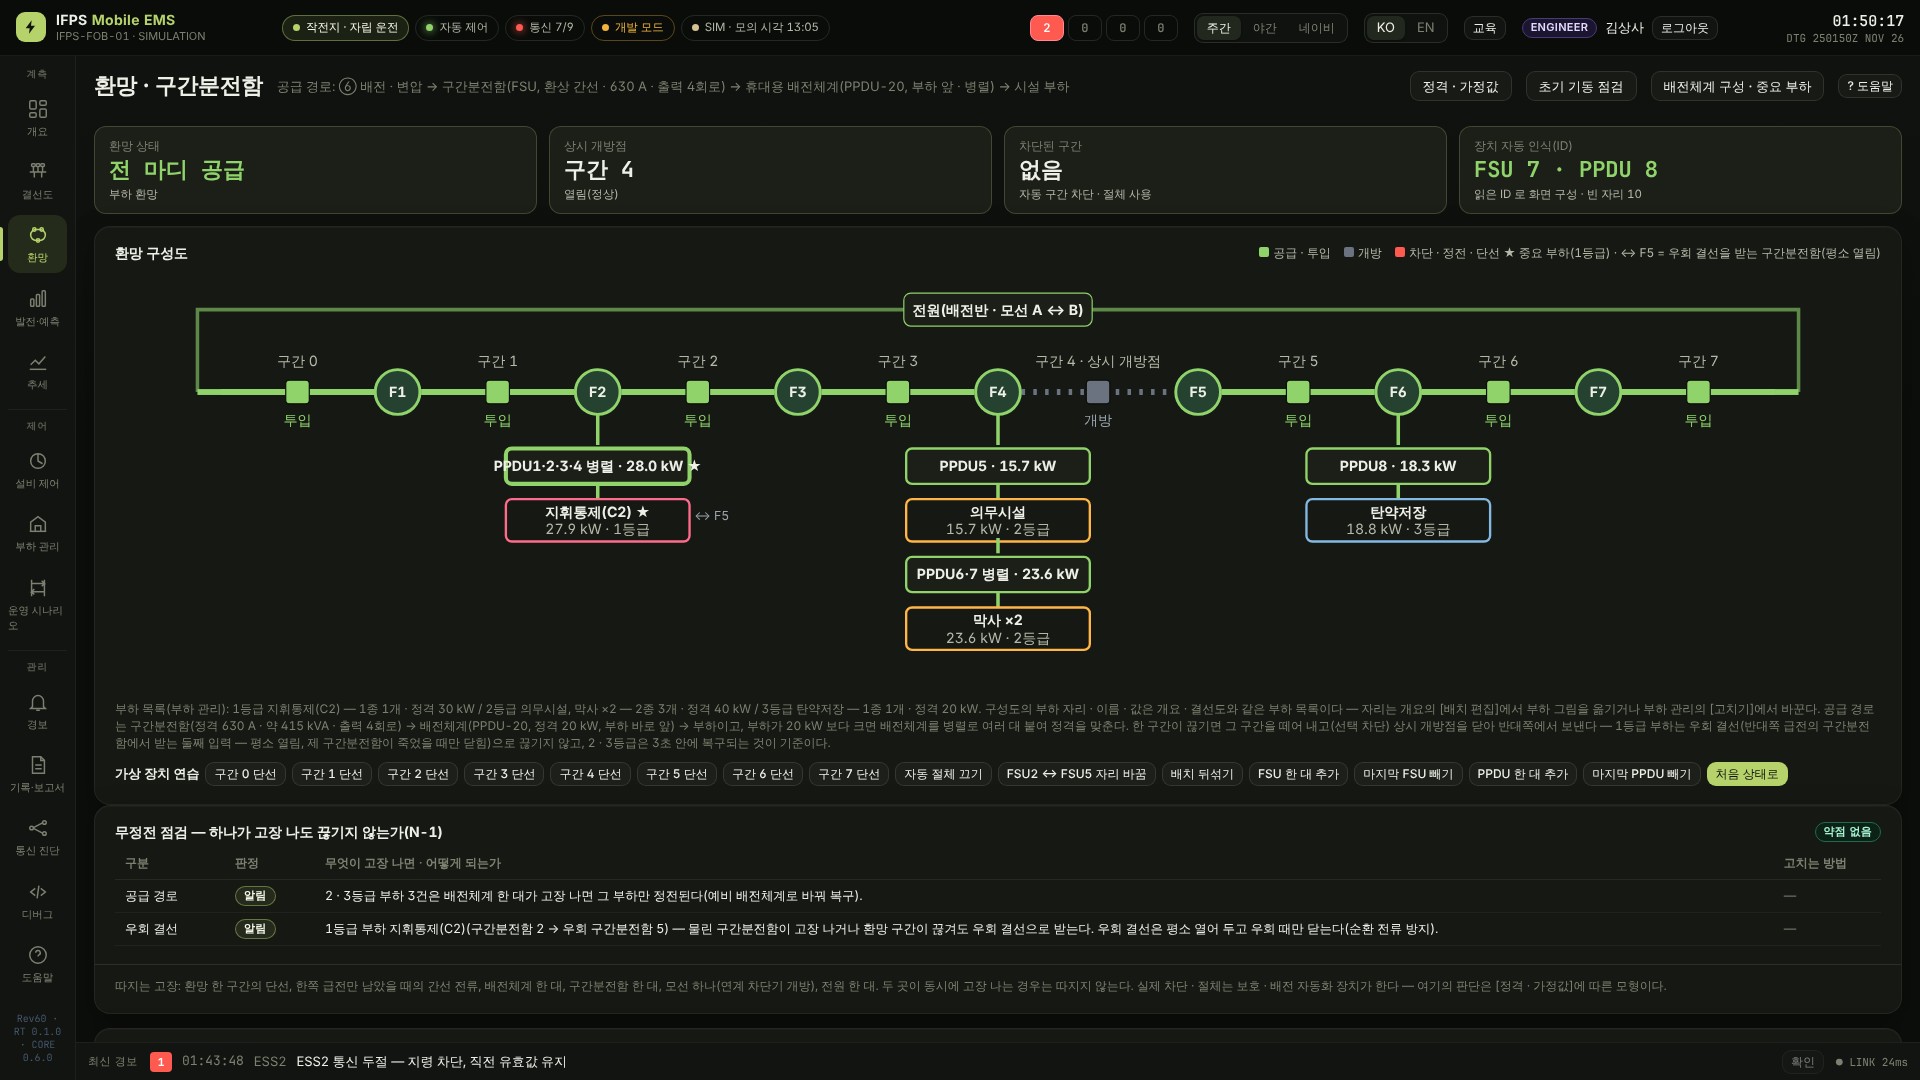 IFPS Mobile EMS
IFPS-FOB-01 · SIMULATION
작전지 · 자립 운전
자동 제어
통신 7/9
개발 모드
SIM · 모의 시각 13:05
2 0 0 0
주간 야간 네이비
KO EN
교육
ENGINEER 김상사 로그아웃
01:50:17
DTG 250150Z NOV 26
계측
개요
결선도
환망
발전·예측
추세
제어
설비 제어
부하 관리
운영 시나리
오
관리
경보
기록·보고서
통신 진단
디버그
도움말
Rev60 ·
RT 0.1.0
· CORE
0.6.0
환망 · 구간분전함
공급 경로: ⑥ 배전 · 변압 → 구간분전함(FSU, 환상 간선 · 630 A · 출력 4회로) → 휴대용 배전체계(PPDU-20, 부하 앞 · 병렬) → 시설 부하
정격 · 가정값
초기 기동 점검
배전체계 구성 · 중요 부하
? 도움말
환망 상태
전 마디 공급
부하 환망
상시 개방점
구간 4
열림(정상)
차단된 구간
없음
자동 구간 차단 · 절체 사용
장치 자동 인식(ID)
FSU 7 · PPDU 8
읽은 ID 로 화면 구성 · 빈 자리 10
환망 구성도
공급 · 투입 개방 차단 · 정전 · 단선 ★ 중요 부하(1등급) · ↔ F5 = 우회 결선을 받는 구간분전함(평소 열림)
전원(배전반 · 모선 A ↔ B)
구간 0 구간 1 구간 2 구간 3 구간 4 · 상시 개방점 구간 5 구간 6 구간 7
F1 F2 F3 F4 F5 F6 F7
투입 투입 투입 투입 개방 투입 투입 투입
PPDU1·2·3·4 병렬 · 28.0 kW ★
PPDU5 · 15.7 kW
PPDU8 · 18.3 kW
지휘통제(C2) ★
27.9 kW · 1등급
↔ F5
의무시설
15.7 kW · 2등급
탄약저장
18.8 kW · 3등급
PPDU6·7 병렬 · 23.6 kW
막사 ×2
23.6 kW · 2등급
부하 목록(부하 관리): 1등급 지휘통제(C2) — 1종 1개 · 정격 30 kW / 2등급 의무시설, 막사 ×2 — 2종 3개 · 정격 40 kW / 3등급 탄약저장 — 1종 1개 · 정격 20 kW. 구성도의 부하 자리 · 이름 · 값은 개요 · 결선도와 같은 부하 목록이다 — 자리는 개요의 [배치 편집]에서 부하 그림을 옮기거나 부하 관리의 [고치기]에서 바꾼다. 공급 경로
는 구간분전함(정격 630 A · 약 415 kVA · 출력 4회로) → 배전체계(PPDU-20, 정격 20 kW, 부하 바로 앞) → 부하이고, 부하가 20 kW 보다 크면 배전체계를 병렬로 여러 대 붙여 정격을 맞춘다. 한 구간이 끊기면 그 구간을 떼어 내고(선택 차단) 상시 개방점을 닫아 반대쪽에서 보낸다 — 1등급 부하는 우회 결선(반대쪽 급전의 구간분전
함에서 받는 둘째 입력 — 평소 열림, 제 구간분전함이 죽었을 때만 닫힘)으로 끊기지 않고, 2 · 3등급은 3초 안에 복구되는 것이 기준이다.
가상 장치 연습 구간 0 단선 구간 1 단선 구간 2 단선 구간 3 단선 구간 4 단선 구간 5 단선 구간 6 단선 구간 7 단선 자동 절체 끄기 FSU2 ↔ FSU5 자리 바꿈 배치 뒤섞기 FSU 한 대 추가 마지막 FSU 빼기 PPDU 한 대 추가 마지막 PPDU 빼기 처음 상태로
무정전 점검 — 하나가 고장 나도 끊기지 않는가(N-1)
약점 없음
구분 판정 무엇이 고장 나면 · 어떻게 되는가 고치는 방법
공급 경로 알림 2 · 3등급 부하 3건은 배전체계 한 대가 고장 나면 그 부하만 정전된다(예비 배전체계로 바꿔 복구). —
우회 결선 알림 1등급 부하 지휘통제(C2)(구간분전함 2 → 우회 구간분전함 5) — 물린 구간분전함이 고장 나거나 환망 구간이 끊겨도 우회 결선으로 받는다. 우회 결선은 평소 열어 두고 우회 때만 닫는다(순환 전류 방지). —
따지는 고장: 환망 한 구간의 단선, 한쪽 급전만 남았을 때의 간선 전류, 배전체계 한 대, 구간분전함 한 대, 모선 하나(연계 차단기 개방), 전원 한 대. 두 곳이 동시에 고장 나는 경우는 따지지 않는다. 실제 차단 · 절체는 보호 · 배전 자동화 장치가 한다 — 여기의 판단은 [정격 · 가정값]에 따른 모형이다.
최신 경보 1 01:43:48 ESS2 ESS2 통신 두절 — 지령 차단, 직전 유효값 유지
확인
LINK 24ms